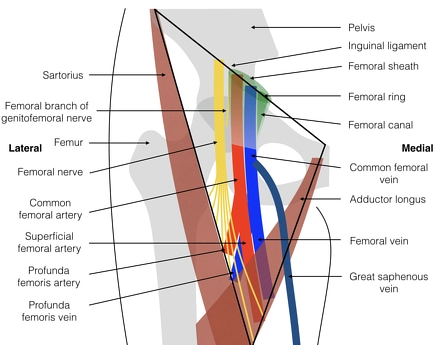 Pelvis
Inguinal ligament
Femoral sheath
Sartorius
Femoral ring
Femoral branch of
genitofemoral nerve
Femoral canal
Femur
Lateral
Medial
Femoral nerve
Common femoral
vein
Adductor longus
Common
femoral artery
Superficial
femoral artery
Femoral vein
Profunda
femoris artery
Great saphenous
vein
Profunda
femoris vein